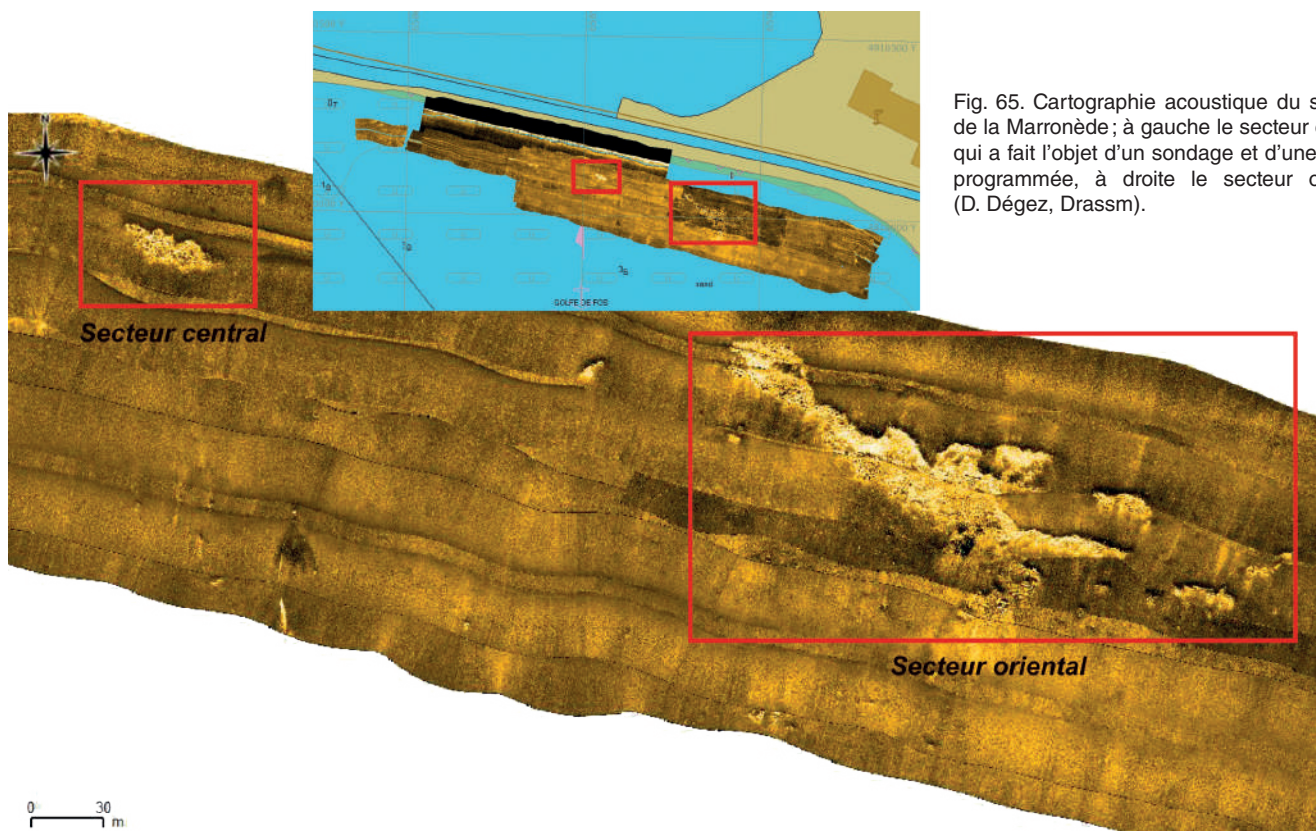 Fig. 65. Cartographie acoustique du
de la Marronède ; à gauche le secteur
qui a fait l'objet d'un sondage et d'une
programmée, à droite le secteur
(D. Dégez, Drassm).
N
Secteur central
GOLFE DE FOS
Secteur oriental
0 30
m